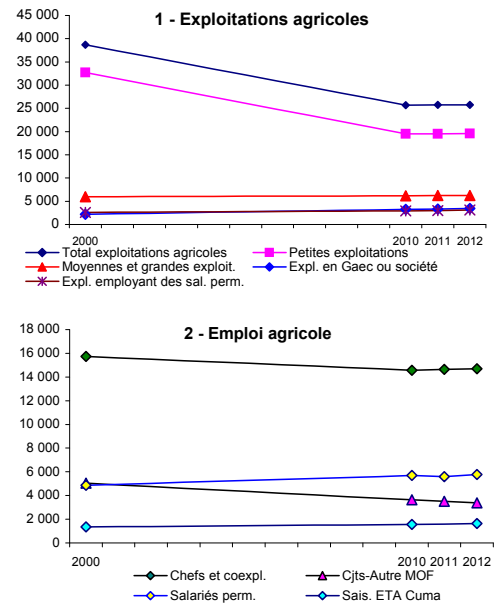 1 - Exploitations agricoles
45 000
40 000
35 000
30 000
25 000
20 000
15 000
10 000
5 000
0
2000 2010 2011 2012
Total exploitations agricoles Petites exploitations
Moyennes et grandes exploit. Expl. en Gaec ou société
Expl. employant des sal. perm.
2 - Emploi agricole
18 000
16 000
14 000
12 000
10 000
8 000
6 000
4 000
2 000
0
2000 2010 2011 2012
Chefs et coexpl. Cjts-Autre MOF
Salariés perm. Sais. ETA Cuma